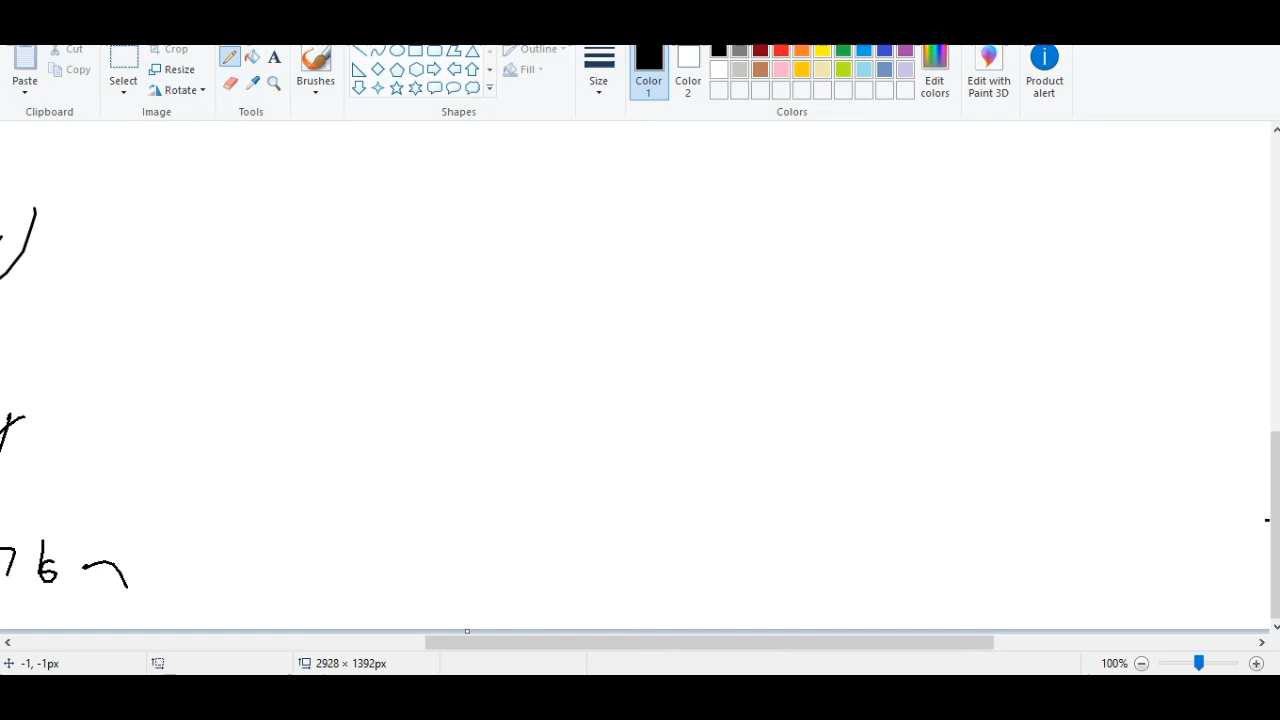 Cut
Crop
Outline
Paste
Copy
Select
Resize
Rotate
Brushes
Fill
Size
Color 1
Color 2
Edit colors
Edit with Paint 3D
Product alert
Clipboard
Image
Tools
Shapes
Colors
76
-1, -1px
2928 × 1392px
100%